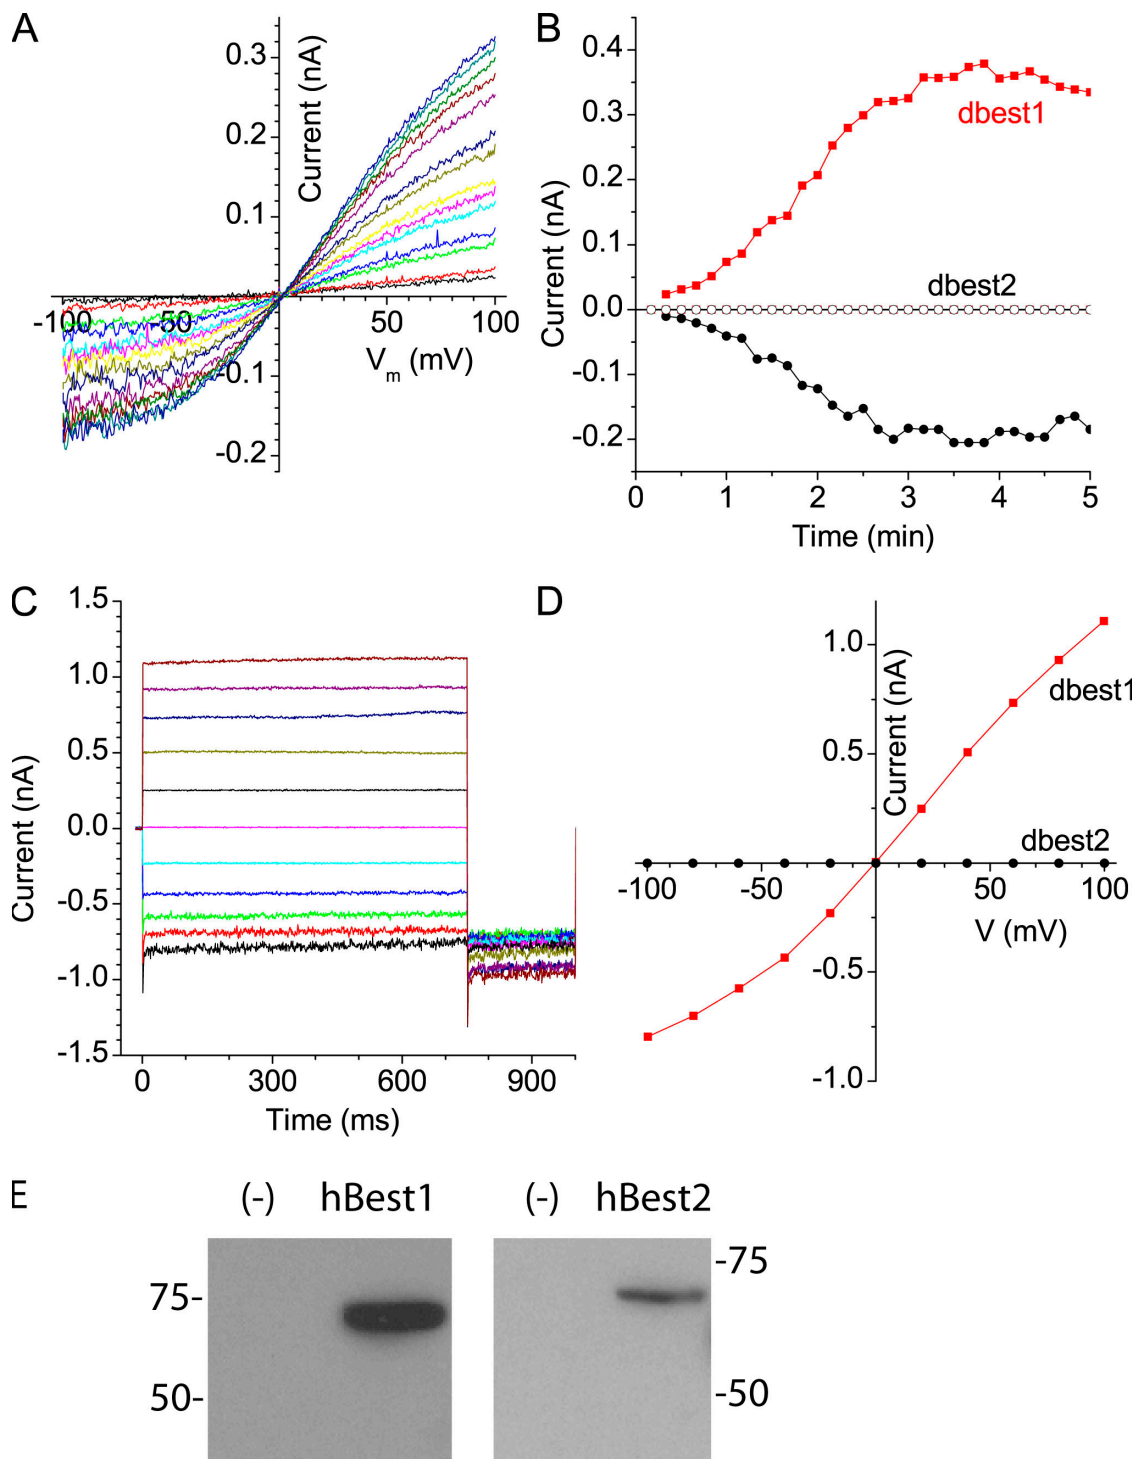 A
Current (nA)
0.3
0.2
0.1
-100
-50
50
100
-0.1
-0.2
Vm (mV)
B
Current (nA)
0.4
0.3
0.2
0.1
0.0
-0.1
-0.2
dbest1
dbest2
0 1 2 3 4 5
Time (min)
C
Current (nA)
1.5
1.0
0.5
0.0
-0.5
-1.0
-1.5
0 300 600 900
Time (ms)
D
Current (nA)
1.0
0.5
-0.5
-1.0
dbest1
dbest2
-100 -50 50 100
V (mV)
E
(-) hBest1
75-
50-
(-) hBest2
-75
-50